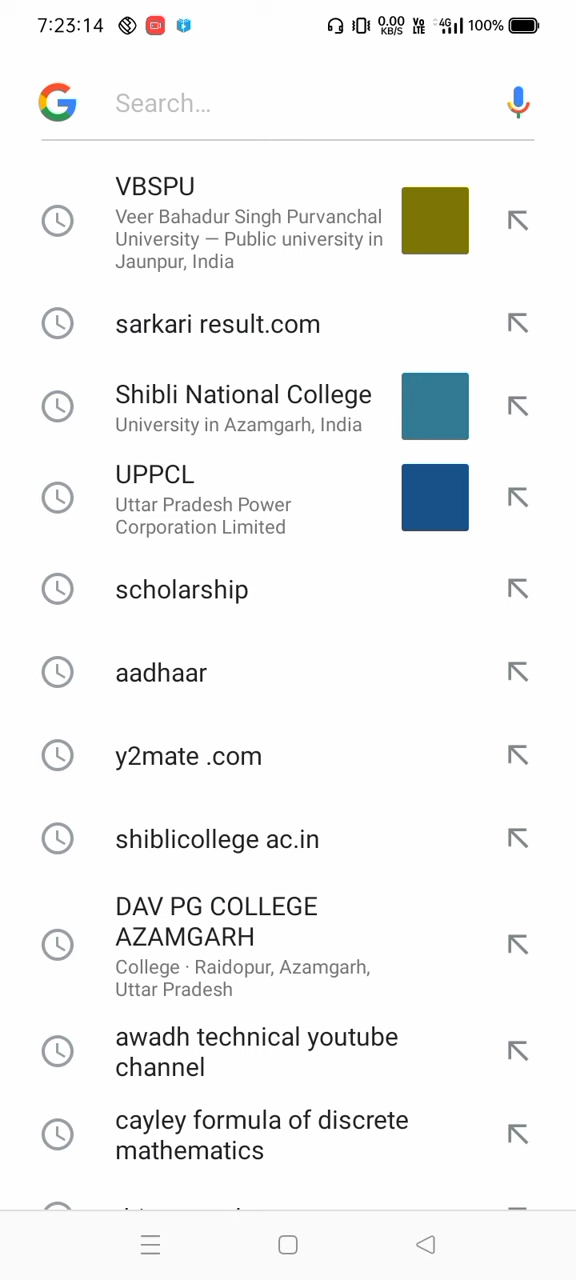 7:23:14
0.00
KB/S
Vo
LTE
4G
100%
Search…
VBSPU
Veer Bahadur Singh Purvanchal
University — Public university in
Jaunpur, India
sarkari result.com
Shibli National College
University in Azamgarh, India
UPPCL
Uttar Pradesh Power
Corporation Limited
scholarship
aadhaar
y2mate .com
shiblicollege ac.in
DAV PG COLLEGE
AZAMGARH
College · Raidopur, Azamgarh,
Uttar Pradesh
awadh technical youtube
channel
cayley formula of discrete
mathematics